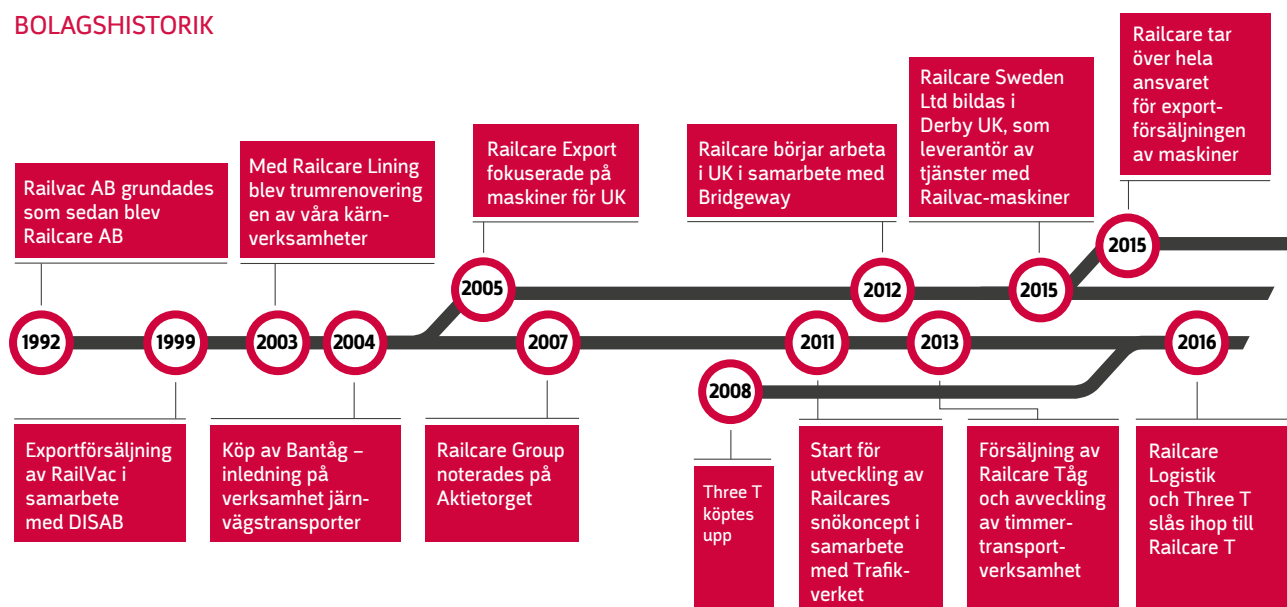 BOLAGSHISTORIK
Railvac AB grundades
som sedan blev
Railcare AB
Med Railcare Lining
blev trumrenovering
en av våra kärn-
verksamheter
Railcare Export
fokuserade på
maskiner för UK
Railcare börjar arbeta
i UK i samarbete med
Bridgeway
Railcare Sweden
Ltd bildas i
Derby UK, som
leverantör av
tjänster med
Railvac-maskiner
Railcare tar
över hela
ansvaret
för export-
försäljningen
av maskiner
2015
2005
2012
2015
1992
1999
2003
2004
2007
2011
2013
2016
2008
Exportförsäljning
av RailVac i
samarbete
med DISAB
Köp av Bantåg –
inledning på
verksamhet järn-
vägstransporter
Railcare Group
noterades på
Aktietorget
Three T
köptes
upp
Start för
utveckling av
Railcares
snökoncept i
samarbete
med Trafik-
verket
Försäljning av
Railcare Tåg
och avveckling
av timmer-
transport-
verksamhet
Railcare
Logistik
och Three T
slås ihop till
Railcare T